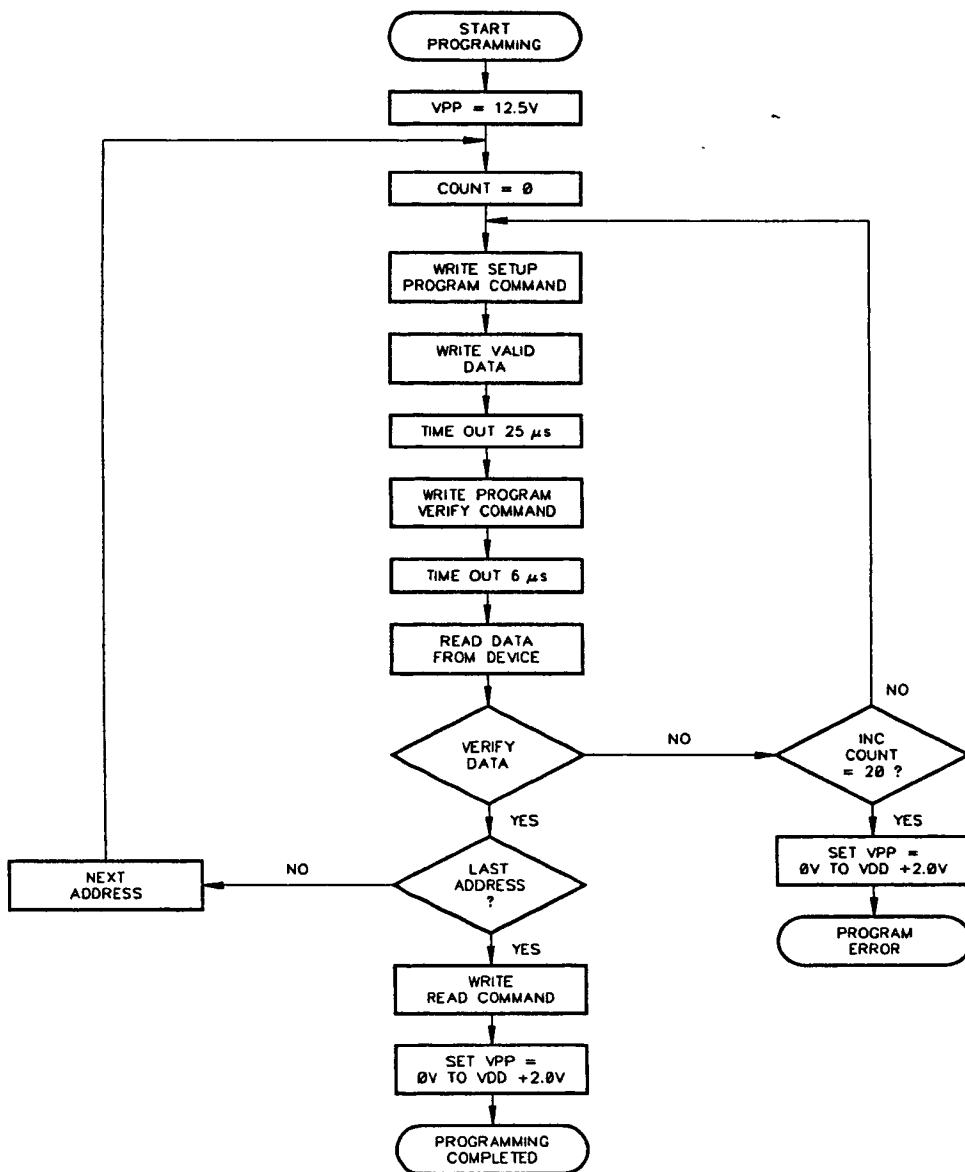 START
PROGRAMMING
VPP = 12.5V
COUNT = 0
WRITE SETUP
PROGRAM COMMAND
WRITE VALID
DATA
TIME OUT 25 μs
WRITE PROGRAM
VERIFY COMMAND
TIME OUT 6 μs
READ DATA
FROM DEVICE
VERIFY
DATA
NO
INC
COUNT
= 20 ?
NO
YES
SET VPP =
0V TO VDD +2.0V
PROGRAM
ERROR
YES
LAST
ADDRESS
?
NO
NEXT
ADDRESS
YES
WRITE
READ COMMAND
SET VPP =
0V TO VDD +2.0V
PROGRAMMING
COMPLETED